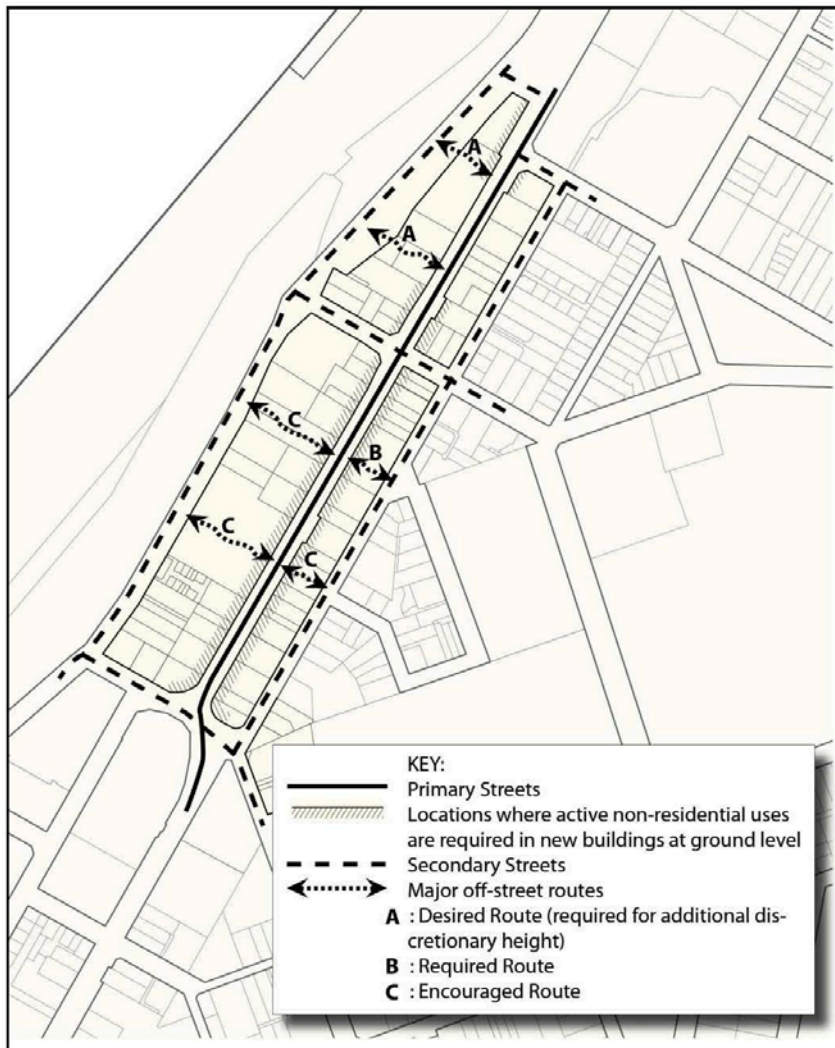 A
A
C
B
C
C
KEY:
Primary Streets
Locations where active non-residential uses
are required in new buildings at ground level
Secondary Streets
Major off-street routes
A : Desired Route (required for additional dis-
cretionary height)
B : Required Route
C : Encouraged Route